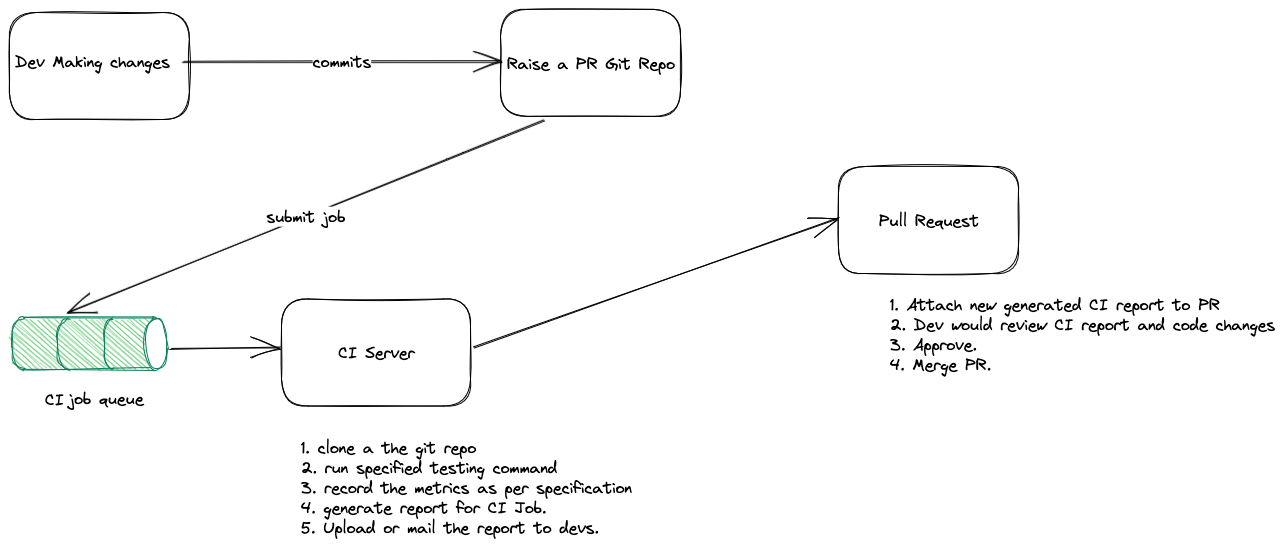 Dev Making changes
commits
Raise a PR Git Repo
submit job
Pull Request
1. Attach new generated CI report to PR
2. Dev would review CI report and code changes
3. Approve.
4. Merge PR.
CI Server
CI job queue
1. clone a the git repo
2. run specified testing command
3. record the metrics as per specification
4. generate report for CI Job.
5. Upload or mail the report to devs.